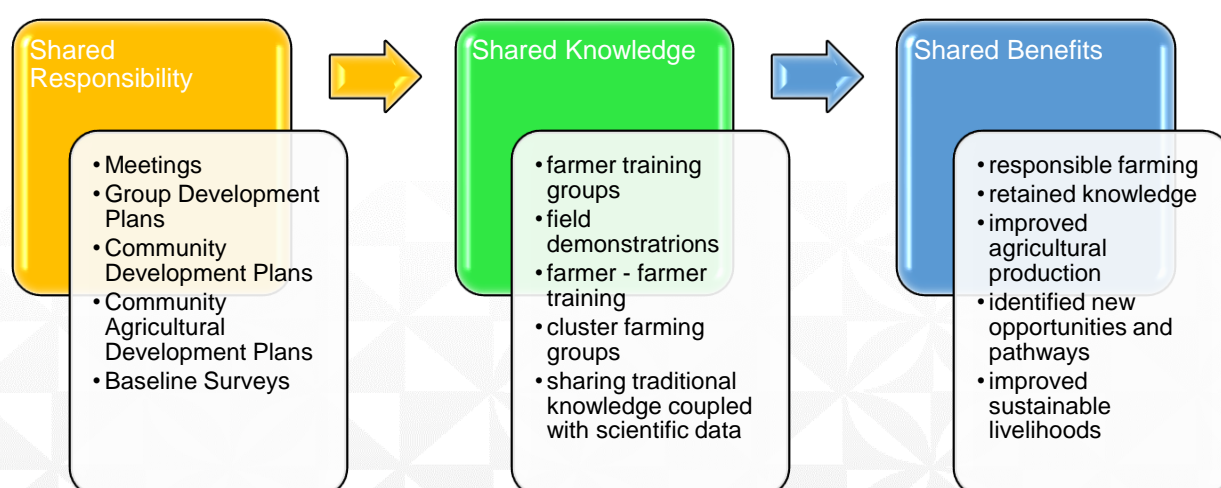 Shared
Responsibility
• Meetings
• Group Development
Plans
• Community
Development Plans
• Community
Agricultural
Development Plans
• Baseline Surveys
Shared Knowledge
• farmer training
groups
• field
demonstratrions
• farmer - farmer
training
• cluster farming
groups
• sharing traditional
knowledge coupled
with scientific data
Shared Benefits
• responsible farming
• retained knowledge
• improved
agricultural
production
• identified new
opportunities and
pathways
• improved
sustainable
livelihoods